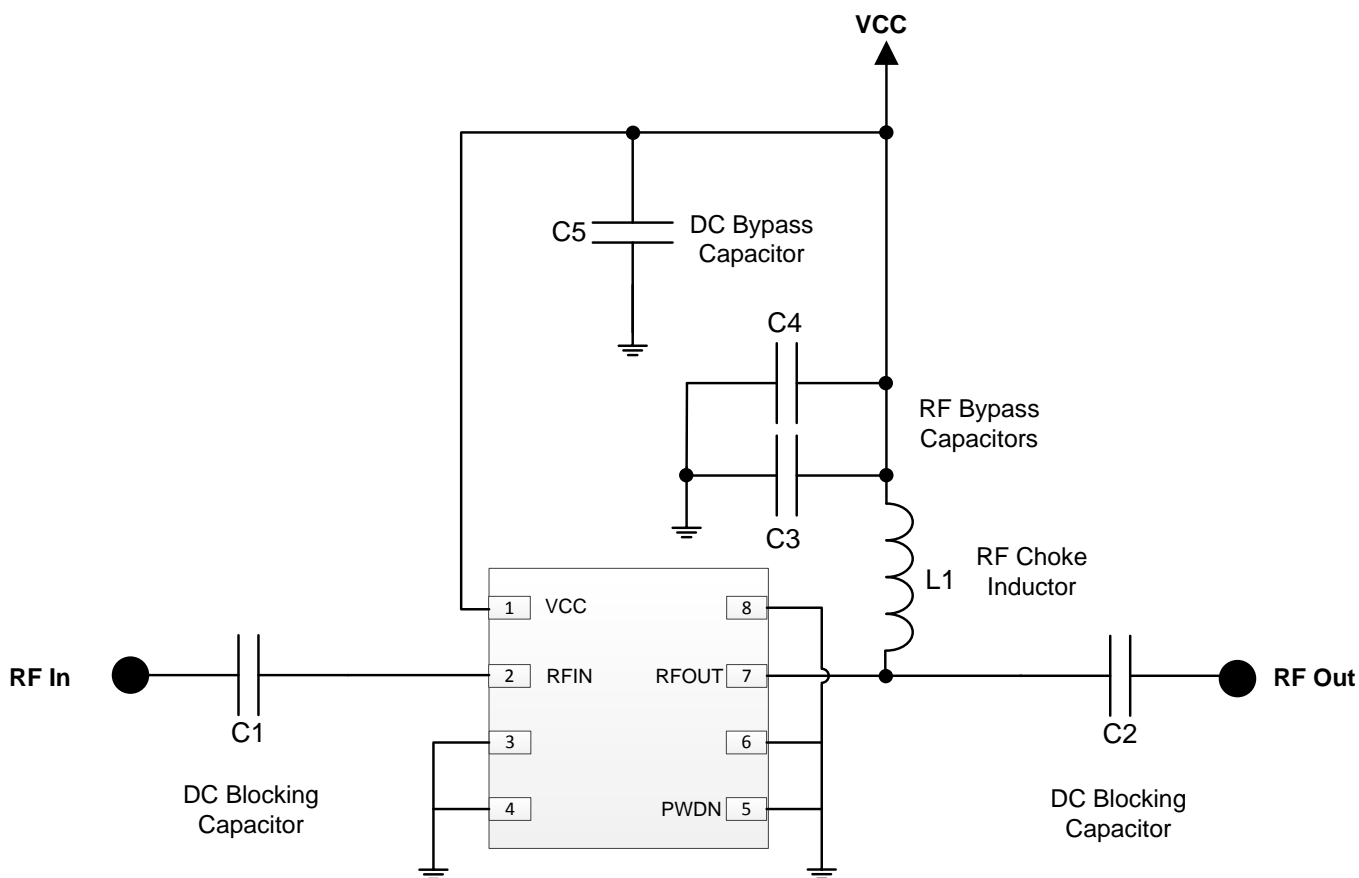 VCC
C5
DC Bypass
Capacitor
C4
RF Bypass
Capacitors
C3
L1
RF Choke
Inductor
1
VCC
8
RF In
2
RFIN
RFOUT
7
RF Out
C1
3
6
C2
DC Blocking
Capacitor
4
PWDN
5
DC Blocking
Capacitor